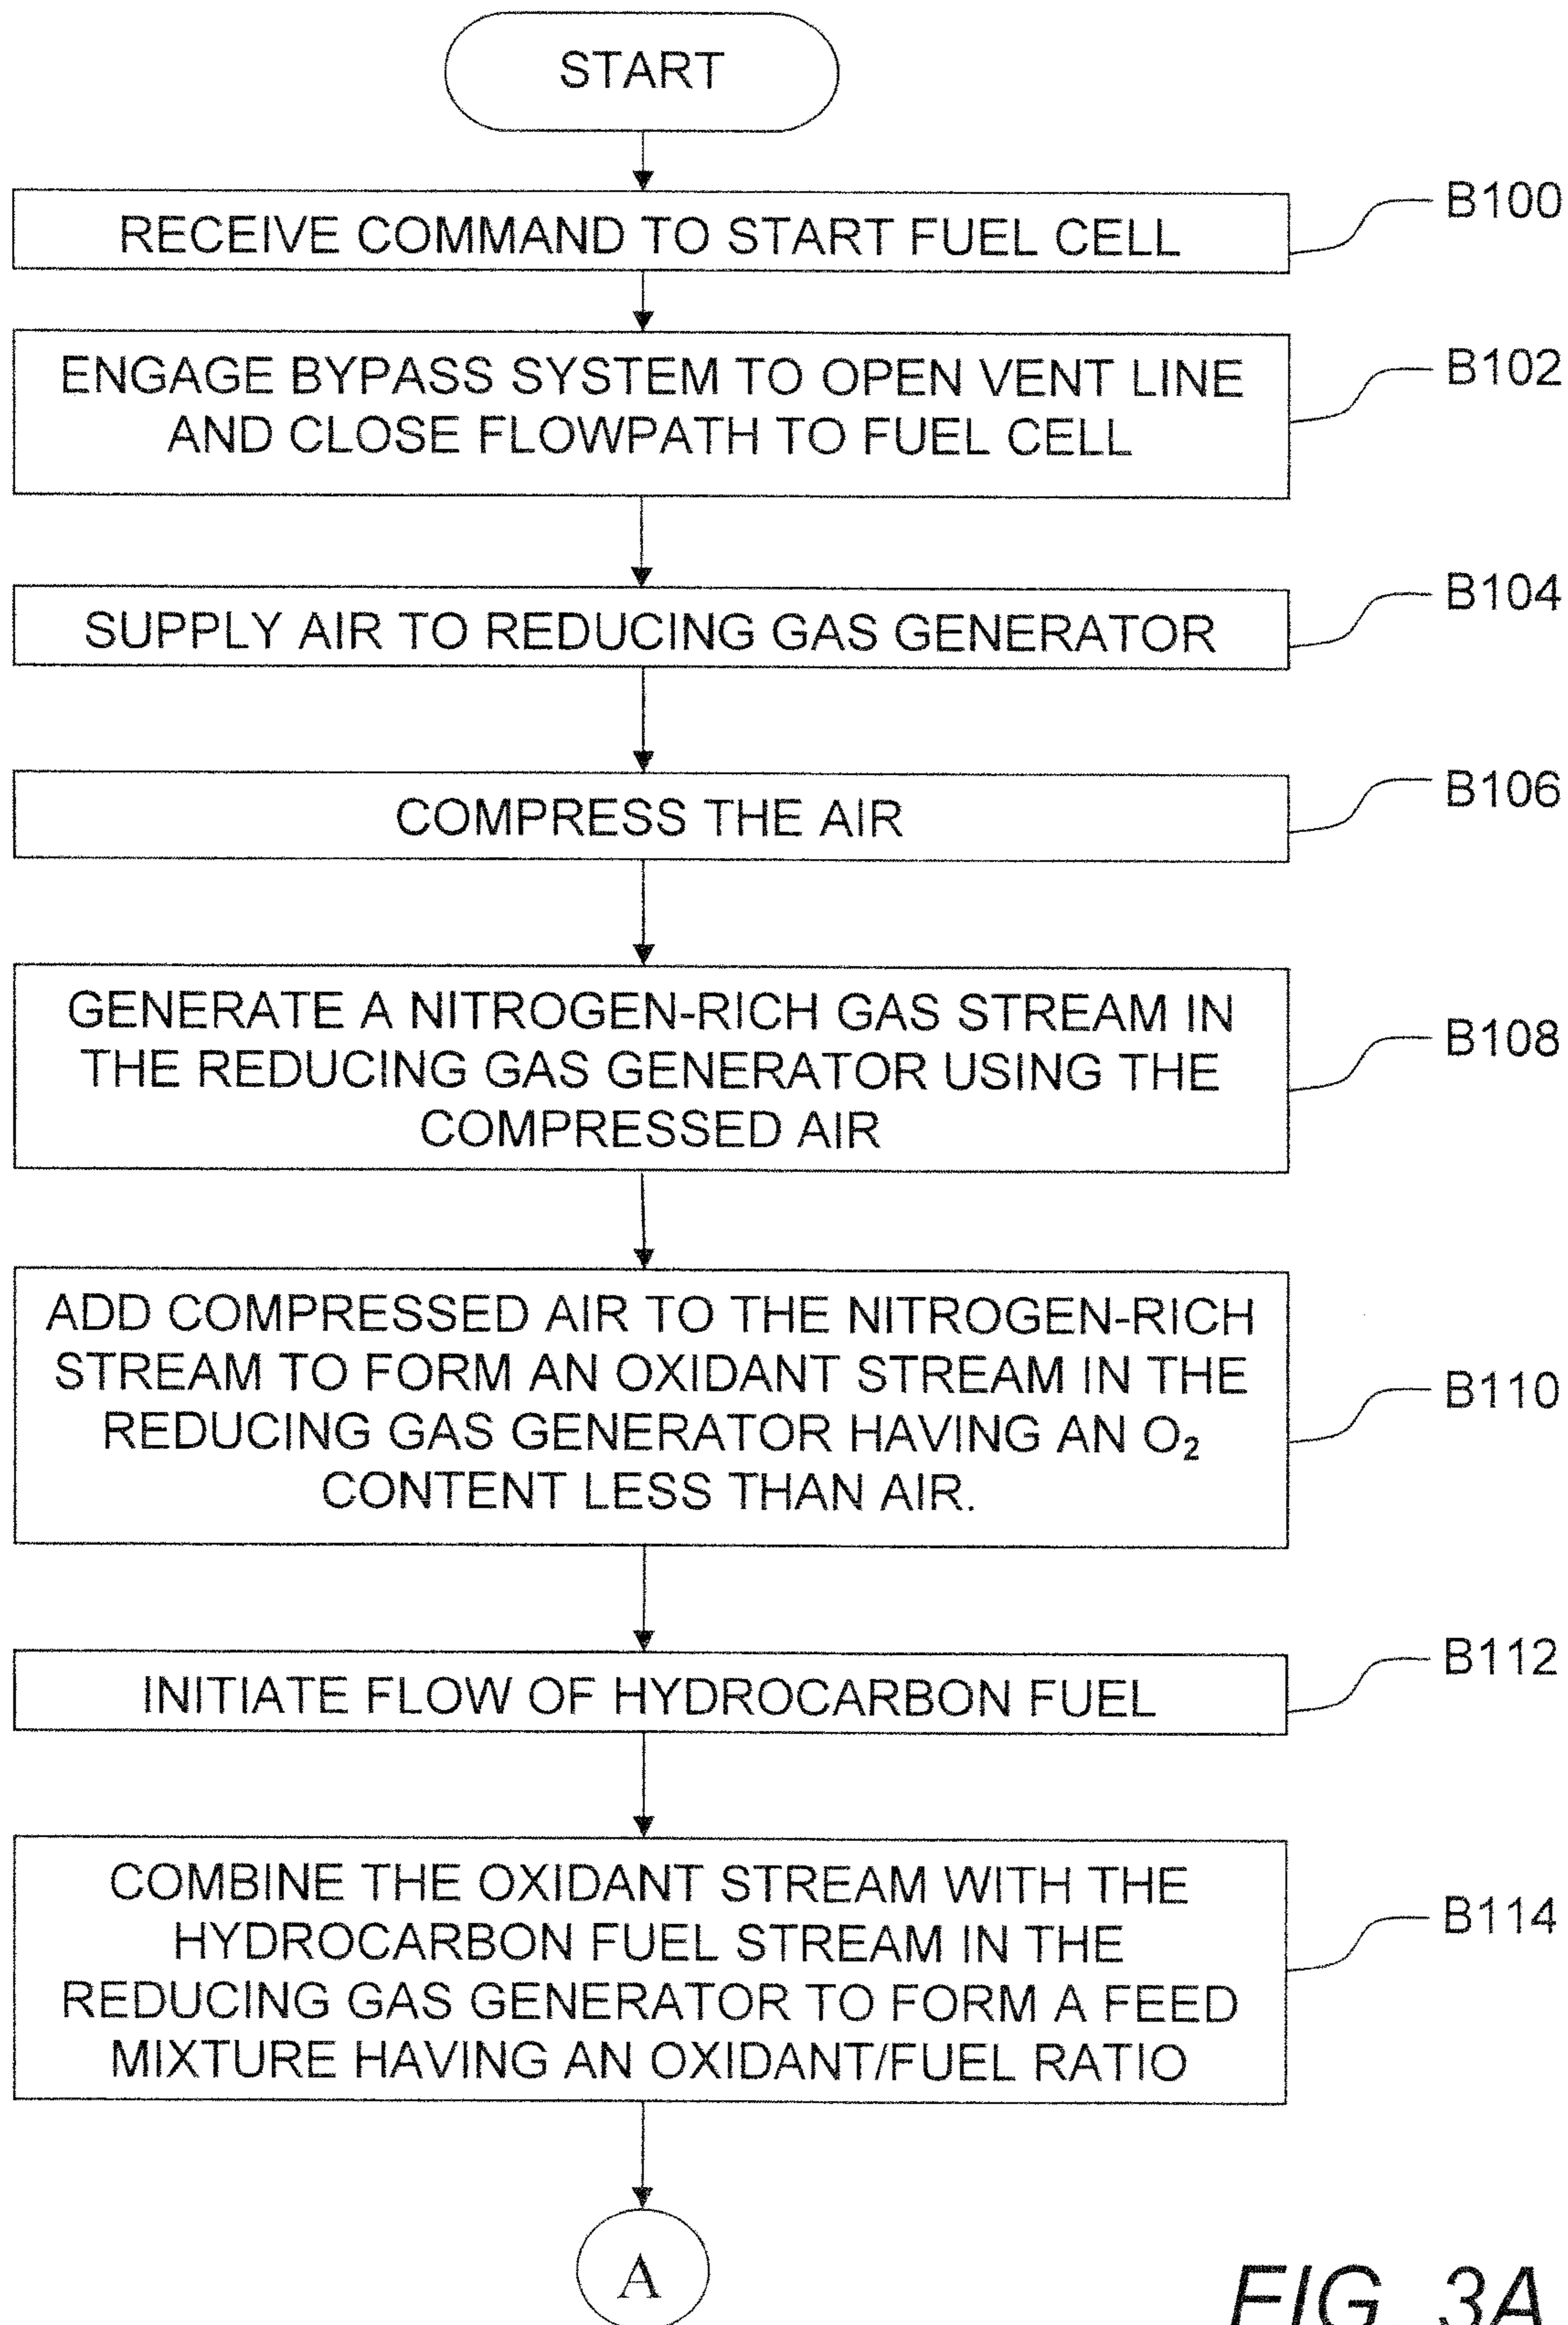 START
RECEIVE COMMAND TO START FUEL CELL
B100
ENGAGE BYPASS SYSTEM TO OPEN VENT LINE
AND CLOSE FLOWPATH TO FUEL CELL
B102
SUPPLY AIR TO REDUCING GAS GENERATOR
B104
COMPRESS THE AIR
B106
GENERATE A NITROGEN-RICH GAS STREAM IN
THE REDUCING GAS GENERATOR USING THE
COMPRESSED AIR
B108
ADD COMPRESSED AIR TO THE NITROGEN-RICH
STREAM TO FORM AN OXIDANT STREAM IN THE
REDUCING GAS GENERATOR HAVING AN O₂
CONTENT LESS THAN AIR.
B110
INITIATE FLOW OF HYDROCARBON FUEL
B112
COMBINE THE OXIDANT STREAM WITH THE
HYDROCARBON FUEL STREAM IN THE
REDUCING GAS GENERATOR TO FORM A FEED
MIXTURE HAVING AN OXIDANT/FUEL RATIO
B114
A
FIG. 3A